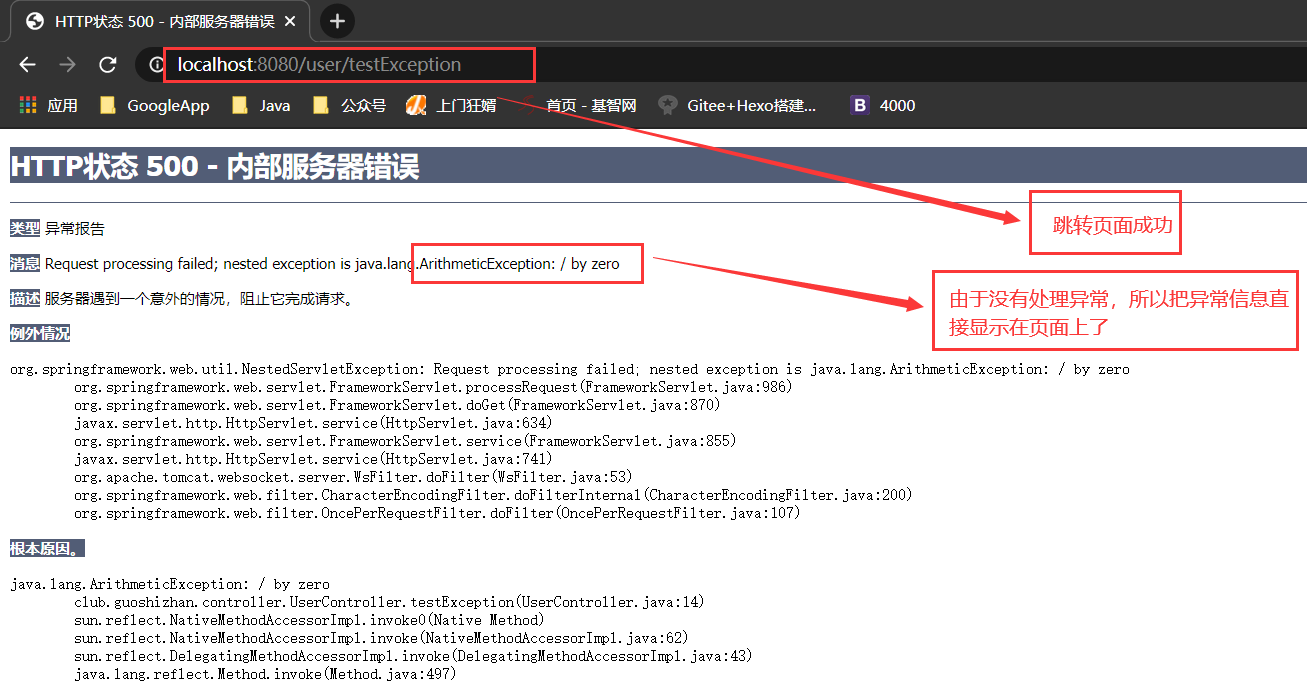 HTTP状态 500 - 内部服务器错误
localhost:8080/user/testException
应用 GoogleApp Java 公众号 上门狂婿 首页 - 基智网 Gitee+Hexo搭建... B 4000
HTTP状态 500 - 内部服务器错误
跳转页面成功
类型 异常报告
消息 Request processing failed; nested exception is java.lang.ArithmeticException: / by zero
由于没有处理异常，所以把异常信息直
接显示在页面上了
描述 服务器遇到一个意外的情况，阻止它完成请求。
例外情况
org.springframework.web.util.NestedServletException: Request processing failed; nested exception is java.lang.ArithmeticException: / by zero
org.springframework.web.servlet.FrameworkServlet.processRequest(FrameworkServlet.java:986)
org.springframework.web.servlet.FrameworkServlet.doGet(FrameworkServlet.java:870)
javax.servlet.http.HttpServlet.service(HttpServlet.java:634)
org.springframework.web.servlet.FrameworkServlet.service(FrameworkServlet.java:855)
javax.servlet.http.HttpServlet.service(HttpServlet.java:741)
org.apache.tomcat.websocket.server.WsFilter.doFilter(WsFilter.java:53)
org.springframework.web.filter.CharacterEncodingFilter.doFilterInternal(CharacterEncodingFilter.java:200)
org.springframework.web.filter.OncePerRequestFilter.doFilter(OncePerRequestFilter.java:107)
根本原因。
java.lang.ArithmeticException: / by zero
club.guoshizhan.controller.UserController.testException(UserController.java:14)
sun.reflect.NativeMethodAccessorImpl.invoke0(Native Method)
sun.reflect.NativeMethodAccessorImpl.invoke(NativeMethodAccessorImpl.java:62)
sun.reflect.DelegatingMethodAccessorImpl.invoke(DelegatingMethodAccessorImpl.java:43)
java.lang.reflect.Method.invoke(Method.java:497)